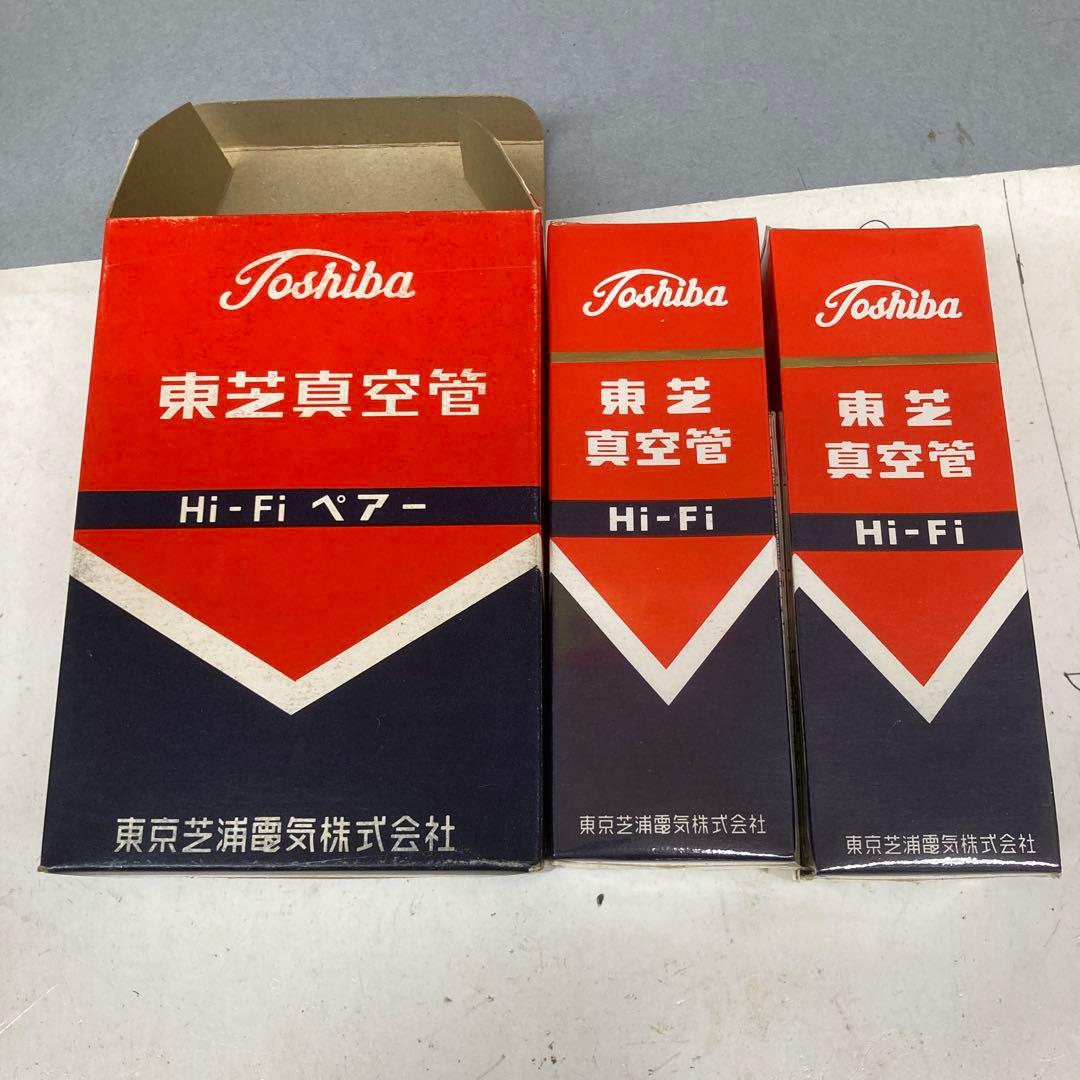 Toshiba
東芝真空管
Hi-Fi ペアー
東京芝浦電気株式会社
Toshiba
東芝
真空管
Hi-Fi
東京芝浦電気株式会社
Toshiba
東芝
真空管
Hi-Fi
東京芝浦電気株式会社